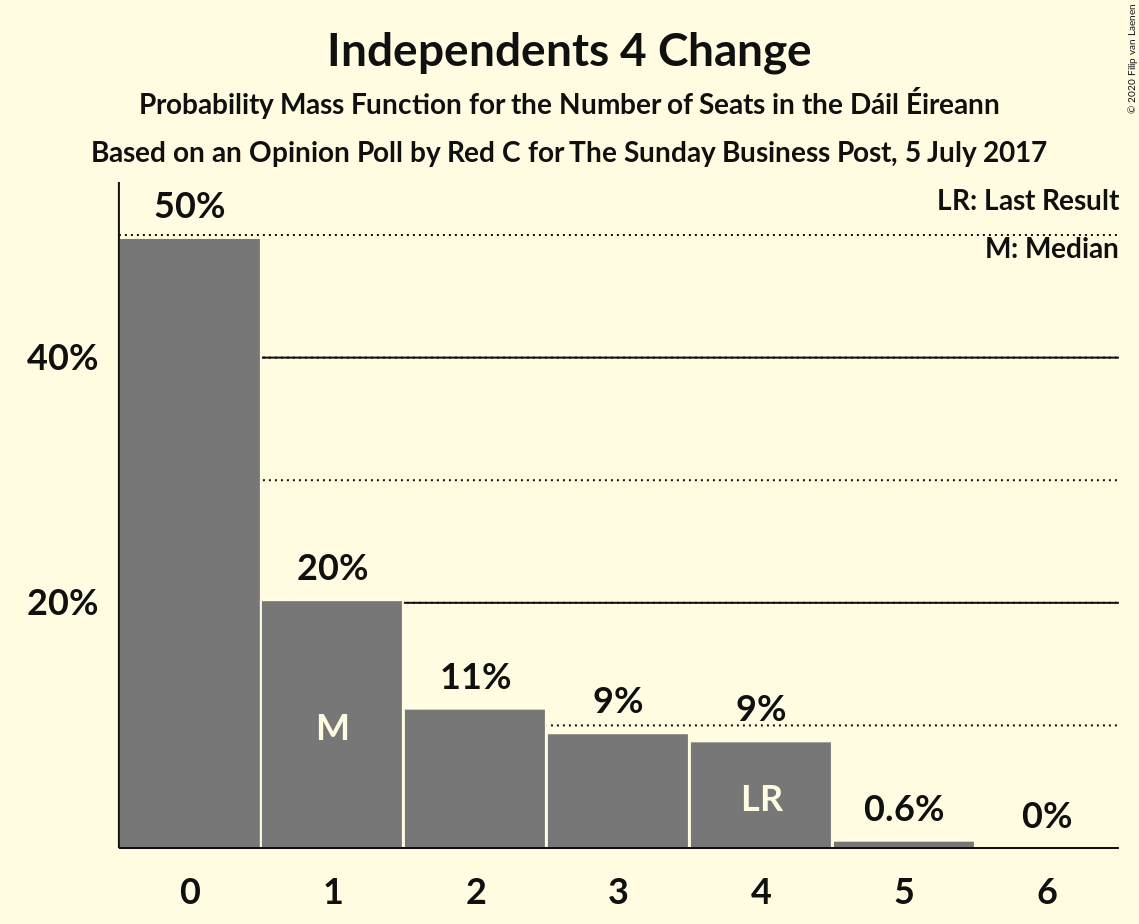 Independents 4 Change
Probability Mass Function for the Number of Seats in the Dáil Éireann
Based on an Opinion Poll by Red C for The Sunday Business Post, 5 July 2017
© 2020 Filip van Laenen
LR: Last Result
M: Median
50%
40%
20%
20%
11%
9%
9%
0.6%
0%
M
LR
0 1 2 3 4 5 6